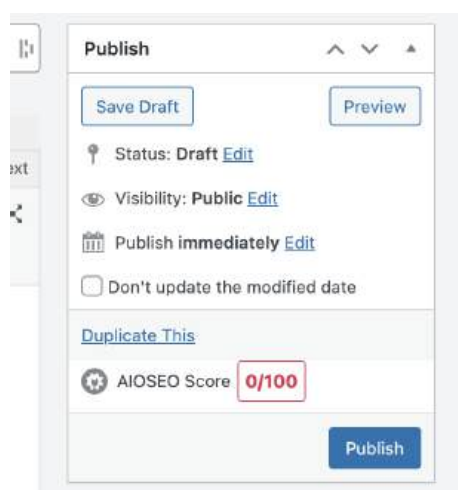 Publish
Save Draft Preview
Status: Draft Edit
ext
Visibility: Public Edit
Publish immediately Edit
Don't update the modified date
Duplicate This
AIOSEO Score 0/100
Publish